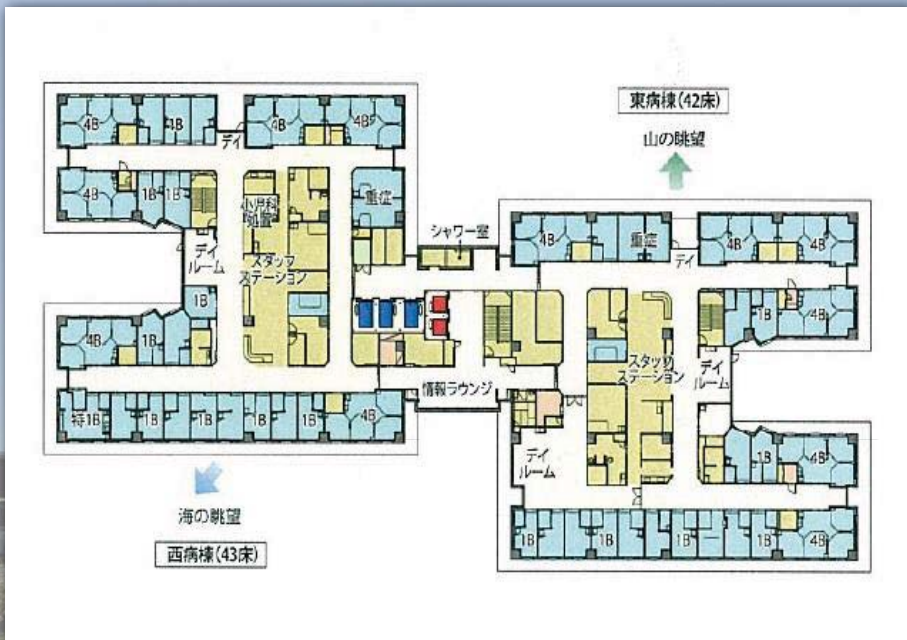 東病棟(42床)
山の眺望
4B
1B
4B
4B
デイ
4B
1B
1B
小児科
処置
重症
シャワー室
4B
重症
デイ
4B
4B
デイ
ルーム
スタッフ
ステーション
1B
1B
4B
4B
1B
スタッフ
ステーション
デイ
ルーム
情報ラウンジ
特1B
1B
1B
1B
1B
4B
デイ
ルーム
1B
4B
海の眺望
1B
1B
1B
1B
4B
西病棟(43床)